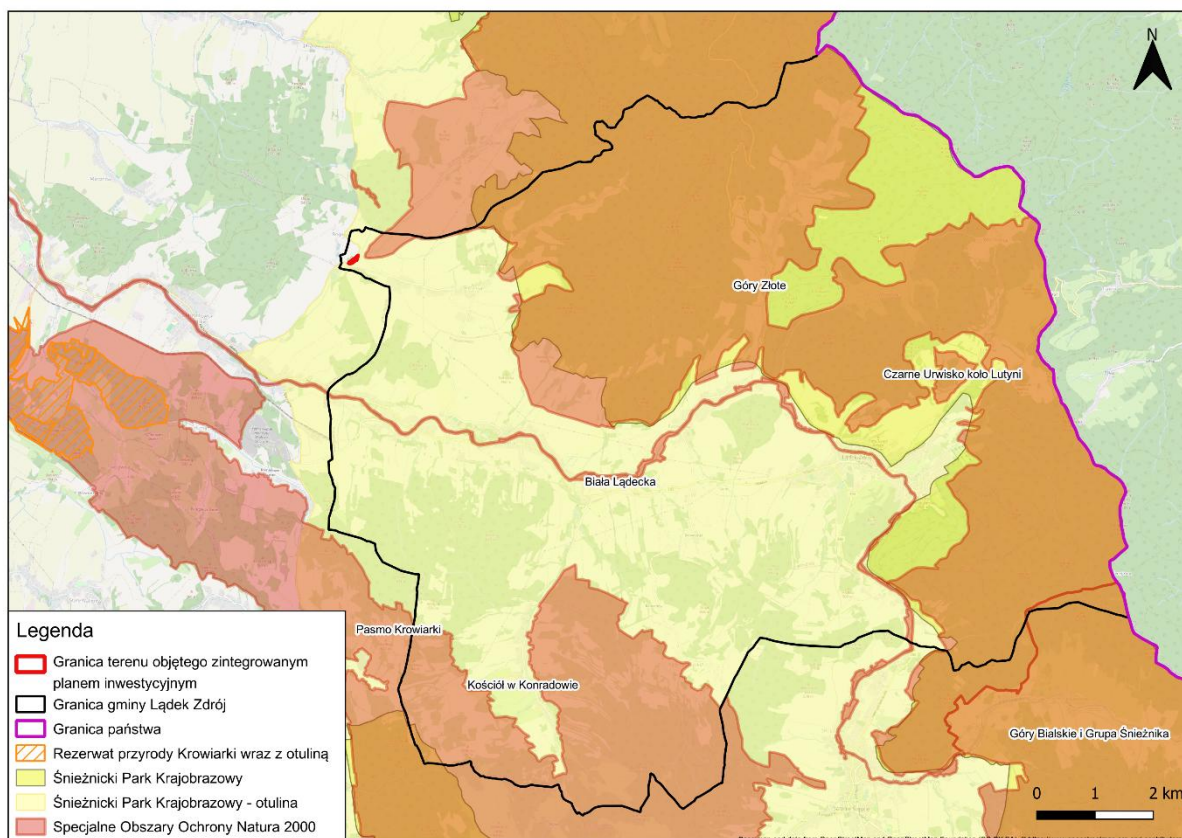 N
Góry Złote
Czarne Urwisko koło Lutyni
Biała Lądecka
Pasmo Krowiarki
Kościół w Konradowie
Góry Bialskie i Grupa Śnieżnika
0 1 2 km
Legenda
Granica terenu objętego zintegrowanym
planem inwestycyjnym
Granica gminy Lądek Zdrój
Granica państwa
Rezerwat przyrody Krowiarki wraz z otuliną
Śnieżnicki Park Krajobrazowy
Śnieżnicki Park Krajobrazowy - otulina
Specjalne Obszary Ochrony Natura 2000